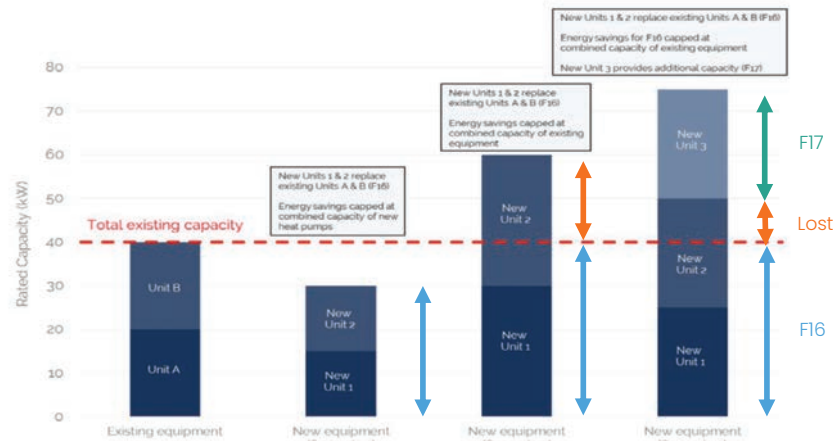 New Units 1 & 2 replace existing Units A & B (F16)
Energy savings for F16 capped at
combined capacity of existing equipment
New Unit 3 provides additional capacity (F17)
New Units 1 & 2 replace
existing Units A & B (F16)
Energy savings capped at
combined capacity of existing
equipment
New Units 1 & 2 replace
existing Units A & B (F16)
Energy savings capped at
combined capacity of new
heat pumps
Rated Capacity (kW)
80
70
60
50
40
30
20
10
0
Total existing capacity
Unit B
Unit A
New
Unit 2
New
Unit 1
New
Unit 2
New
Unit 1
New
Unit 3
New
Unit 2
New
Unit 1
F17
Lost
F16
Existing equipment
New equipment
New equipment
New equipment